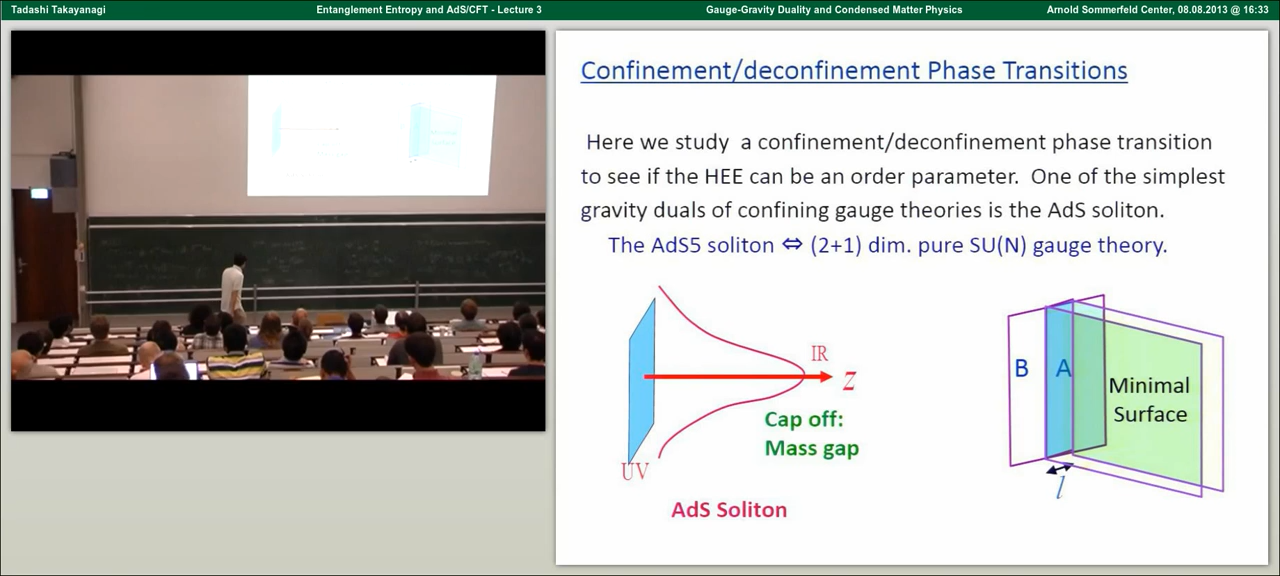 Tadashi Takayanagi
Entanglement Entropy and AdS/CFT - Lecture 3
Gauge-Gravity Duality and Condensed Matter Physics
Arnold Sommerfeld Center, 08.08.2013 @ 16:33
Confinement/deconfinement Phase Transitions
Here we study a confinement/deconfinement phase transition
to see if the HEE can be an order parameter. One of the simplest
gravity duals of confining gauge theories is the AdS soliton.
The AdS5 soliton ⇔ (2+1) dim. pure SU(N) gauge theory.
IR
Z
Cap off:
Mass gap
UV
AdS Soliton
B
A
Minimal
Surface
l